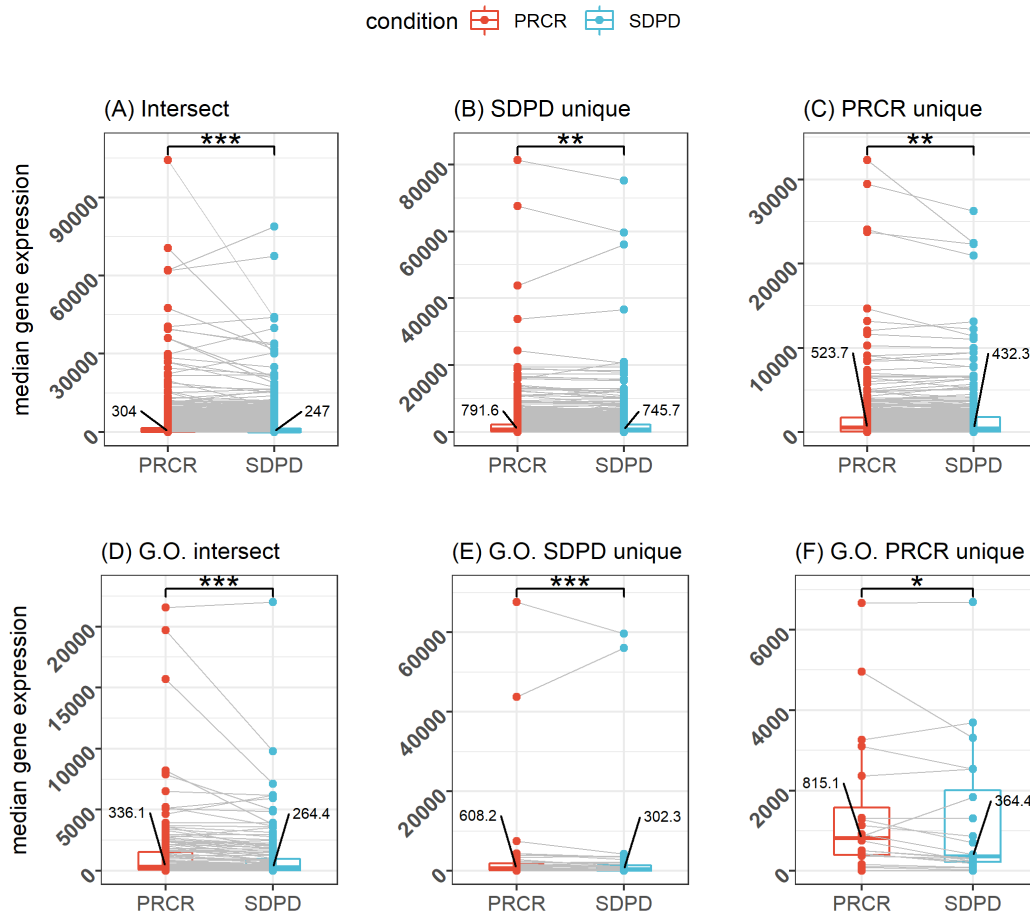 condition PRCR SDPD
(A) Intersect
***
median gene expression
90000
60000
30000
0
304
247
PRCR SDPD
(B) SDPD unique
**
80000
60000
40000
20000
0
791.6
745.7
PRCR SDPD
(C) PRCR unique
**
30000
20000
10000
0
523.7
432.3
PRCR SDPD
(D) G.O. intersect
***
median gene expression
20000
15000
10000
5000
0
336.1
264.4
PRCR SDPD
(E) G.O. SDPD unique
***
60000
40000
20000
0
608.2
302.3
PRCR SDPD
(F) G.O. PRCR unique
*
6000
4000
2000
0
815.1
364.4
PRCR SDPD